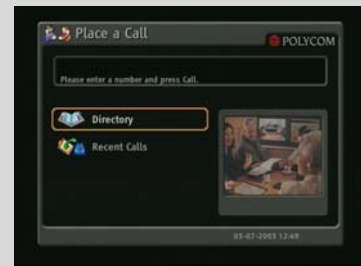 Place a Call
POLYCOM
Please enter a number and press Call.
Directory
Recent Calls
05-07-2003 12:49